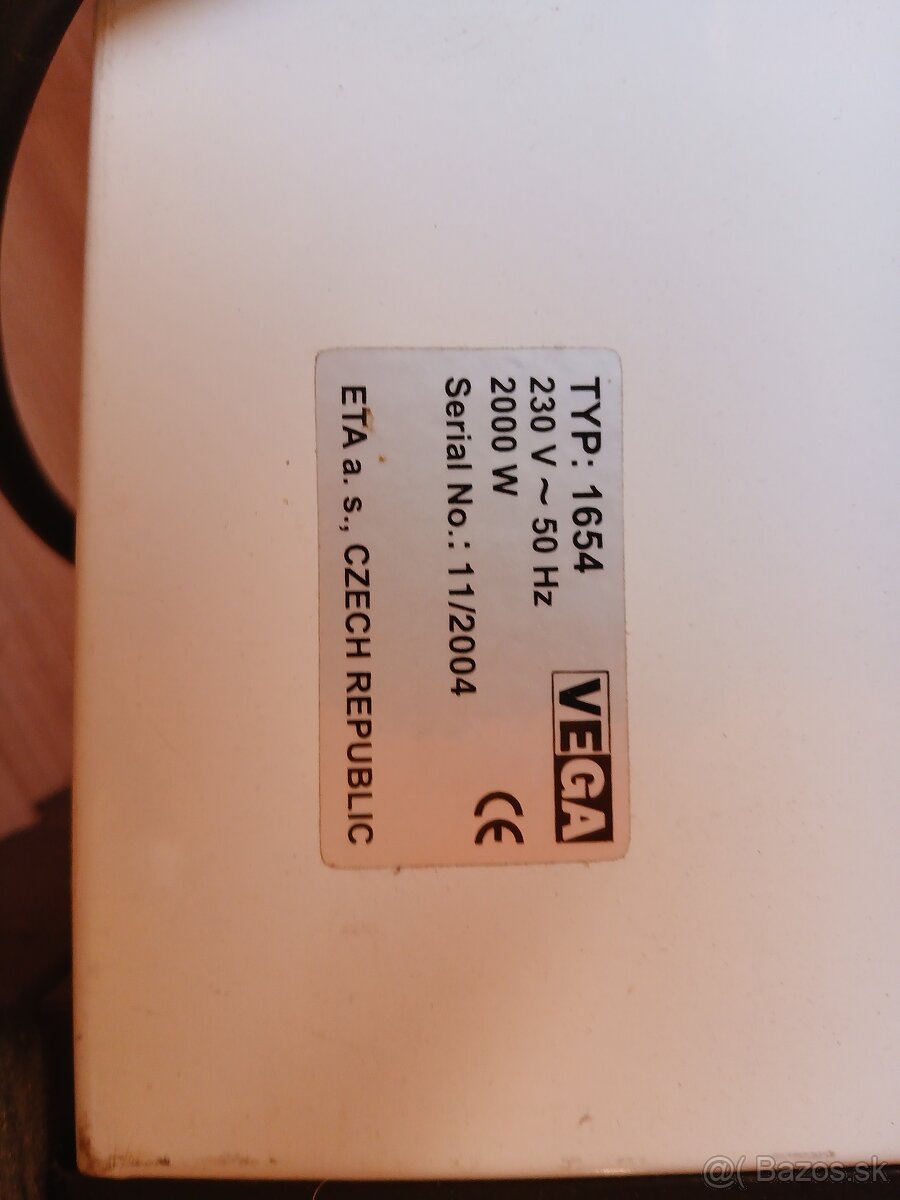 TYP: 1654
230 V ~ 50 Hz
2000 W
VEGA
Serial No.: 11/2004
CE
ETA a. s., CZECH REPUBLIC
@( Bazos.sk